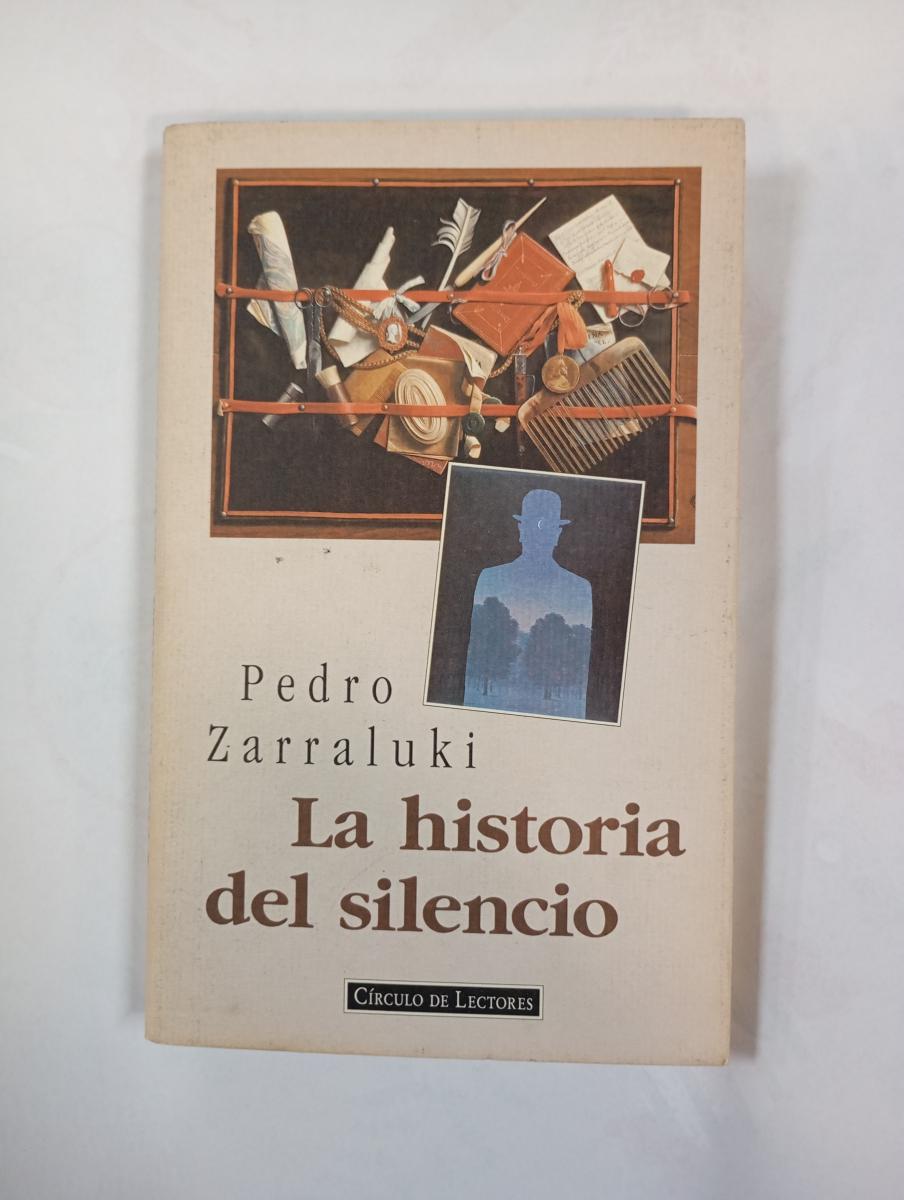 Pedro
Zarraluki
La historia
del silencio
CÍRCULO DE LECTORES